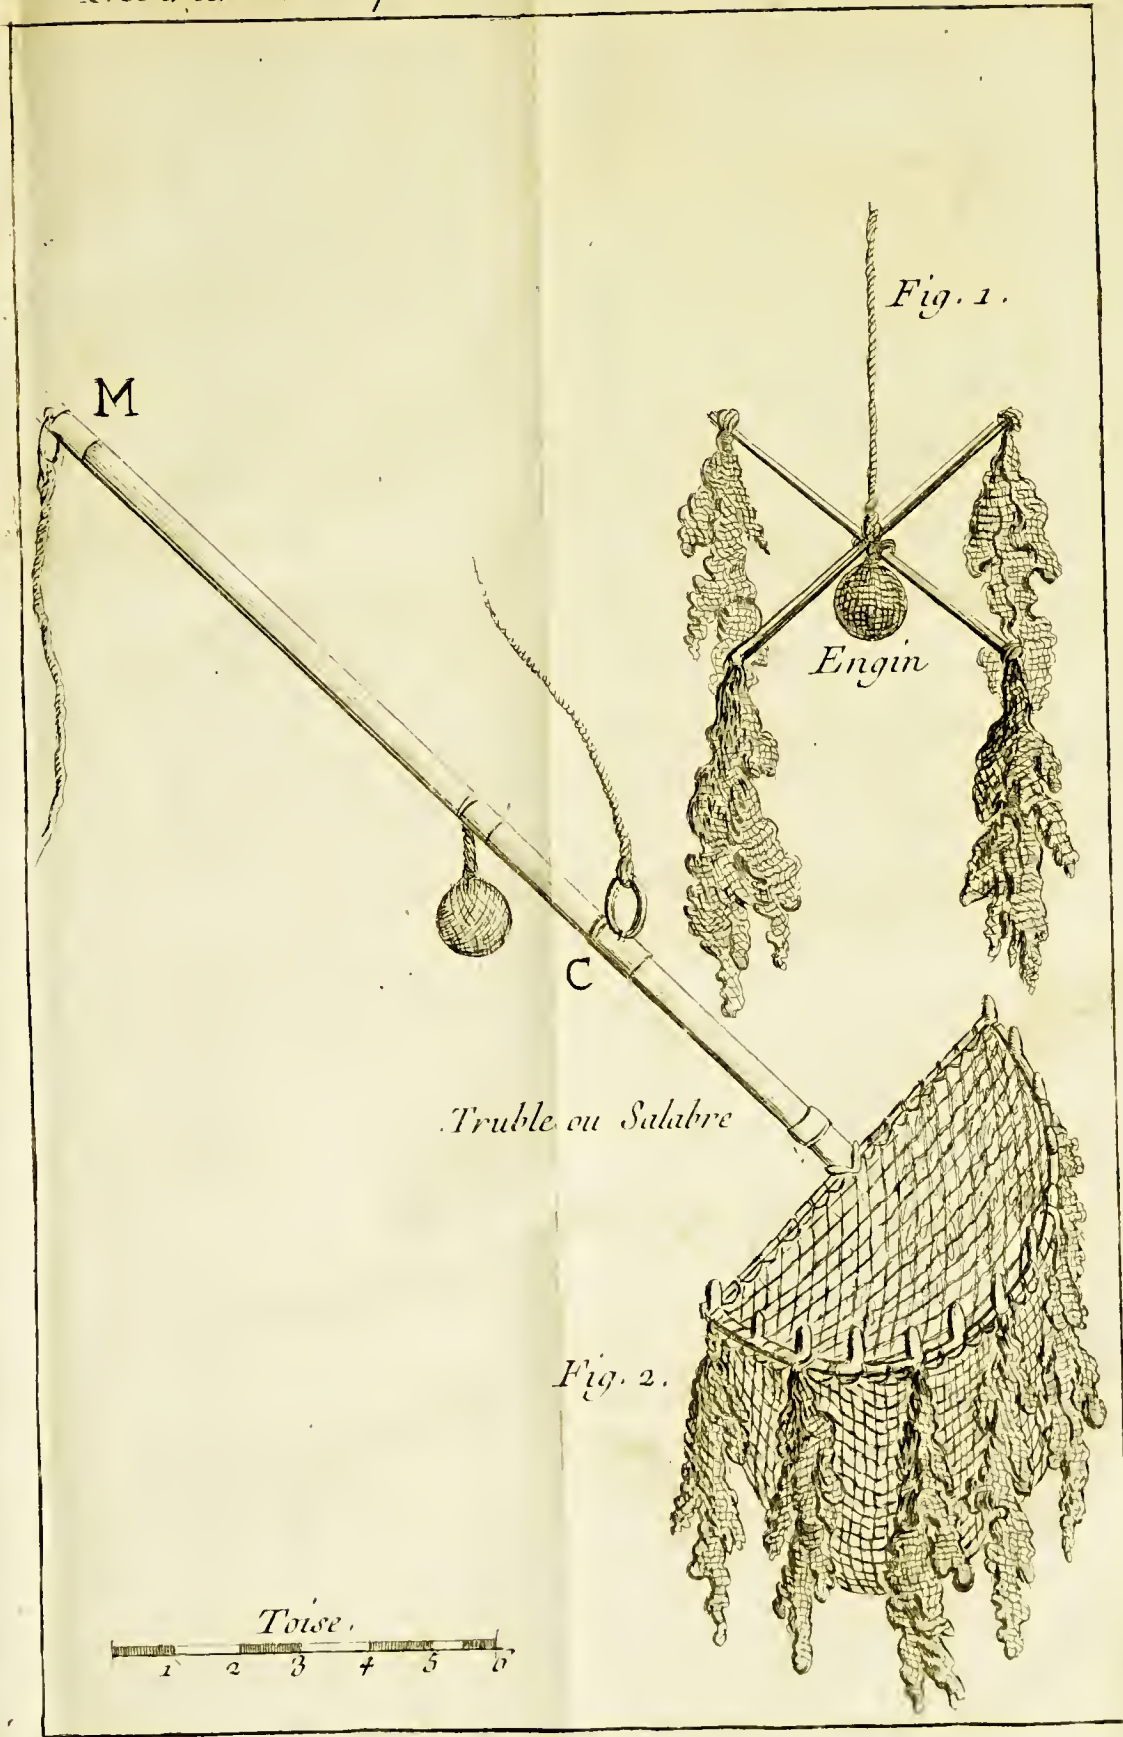 Fig. 1.
M
Engin
C
Truble ou Salabre
Fig. 2.
Toise.
1 2 3 4 5 6